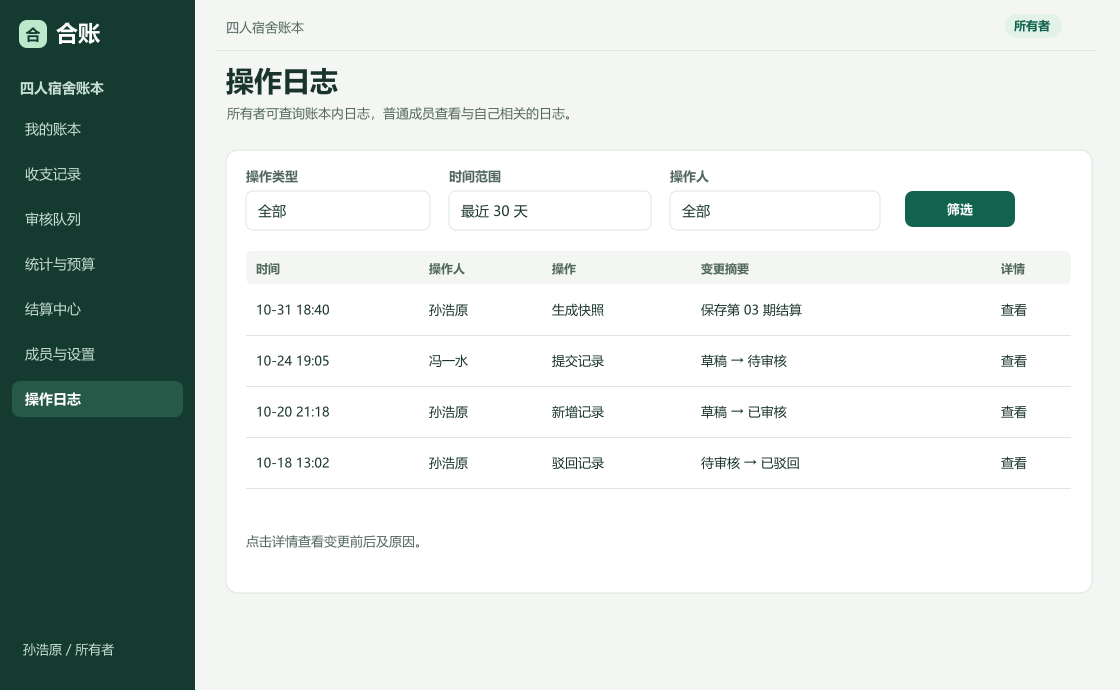 合 合账
四人宿舍账本
我的账本
收支记录
审核队列
统计与预算
结算中心
成员与设置
操作日志
孙浩原 / 所有者
四人宿舍账本 所有者
操作日志
所有者可查询账本内日志，普通成员查看与自己相关的日志。
操作类型 时间范围 操作人
全部 最近 30 天 全部 筛选
时间 操作人 操作 变更摘要 详情
10-31 18:40 孙浩原 生成快照 保存第 03 期结算 查看
10-24 19:05 冯一水 提交记录 草稿 → 待审核 查看
10-20 21:18 孙浩原 新增记录 草稿 → 已审核 查看
10-18 13:02 孙浩原 驳回记录 待审核 → 已驳回 查看
点击详情查看变更前后及原因。